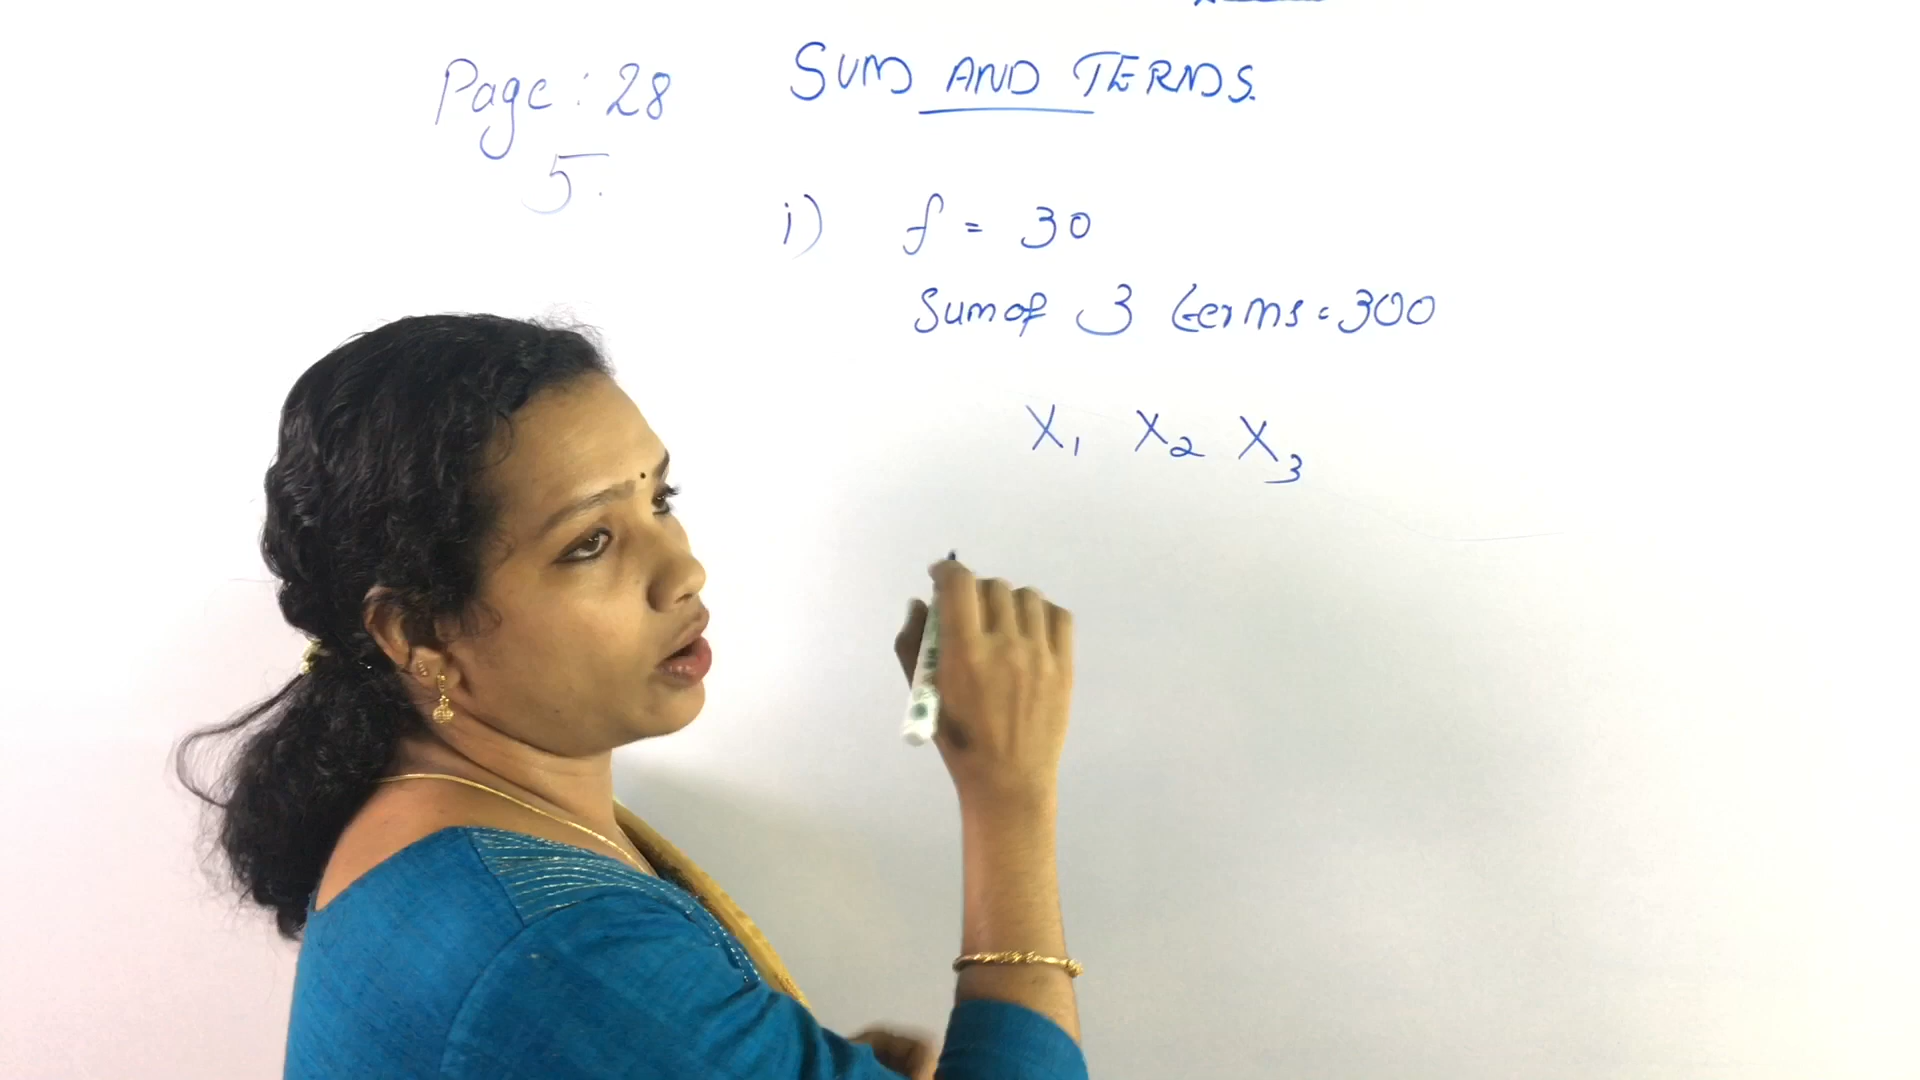 Page: 28
5.
SUM AND TERMS.
i) f = 30
Sum of 3 terms = 300
X₁ X₂ X₃